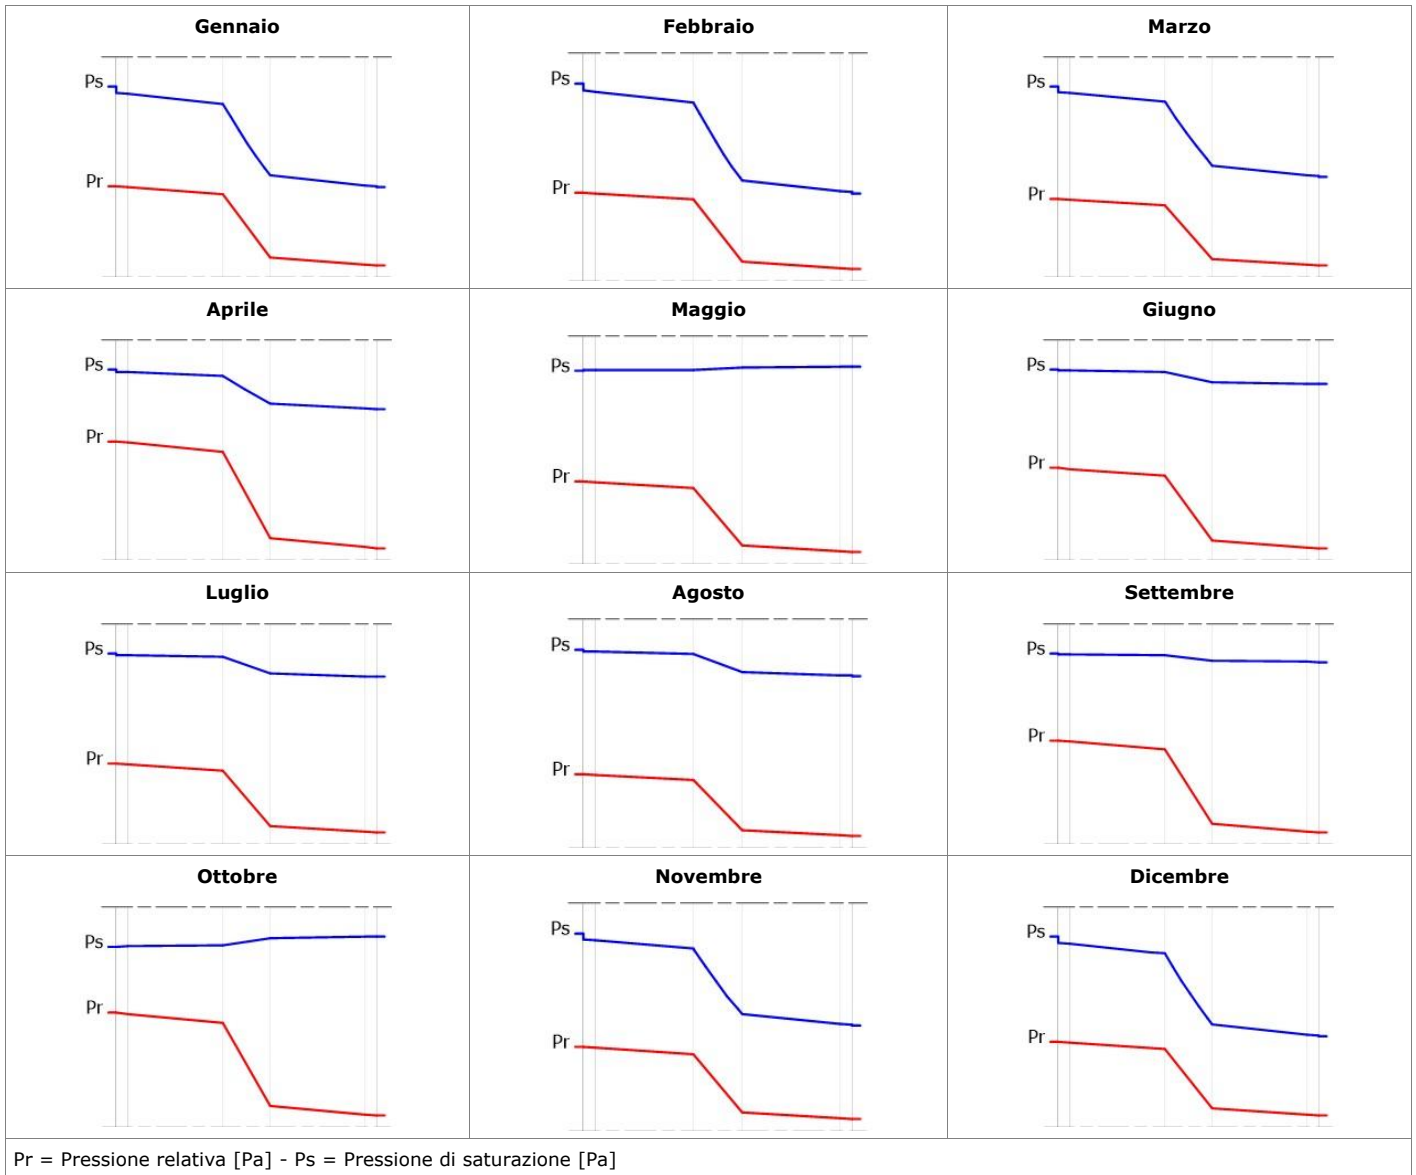 Gennaio
Febbraio
Marzo
Ps
Pr
Ps
Pr
Ps
Pr
Aprile
Maggio
Giugno
Ps
Pr
Ps
Pr
Ps
Pr
Luglio
Agosto
Settembre
Ps
Pr
Ps
Pr
Ps
Pr
Ottobre
Novembre
Dicembre
Ps
Pr
Ps
Pr
Ps
Pr
Pr = Pressione relativa [Pa] - Ps = Pressione di saturazione [Pa]